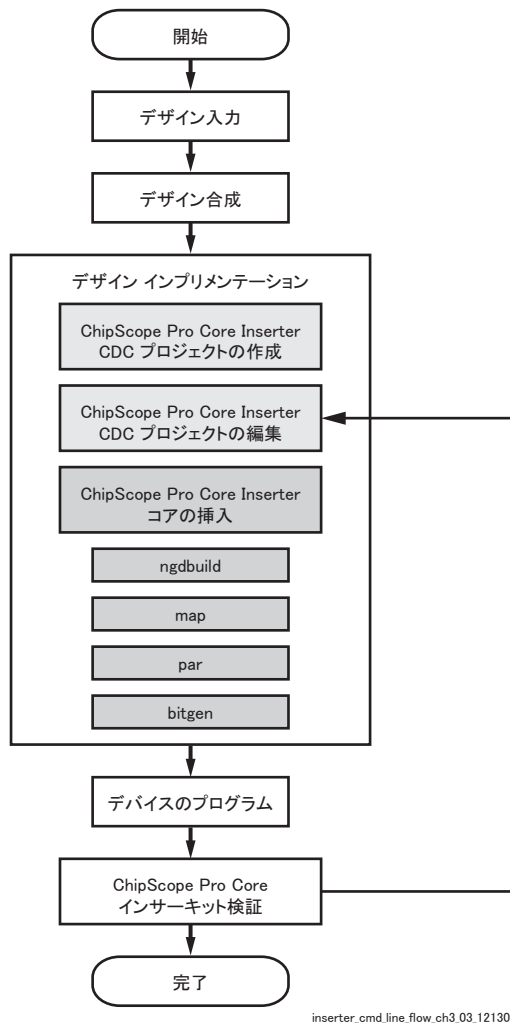 開始
デザイン入力
デザイン合成
デザイン インプリメンテーション
ChipScope Pro Core Inserter
CDC プロジェクトの作成
ChipScope Pro Core Inserter
CDC プロジェクトの編集
ChipScope Pro Core Inserter
コアの挿入
ngdbuild
map
par
bitgen
デバイスのプログラム
ChipScope Pro Core
インサーキット検証
完了
inserter_cmd_line_flow_ch3_03_12130